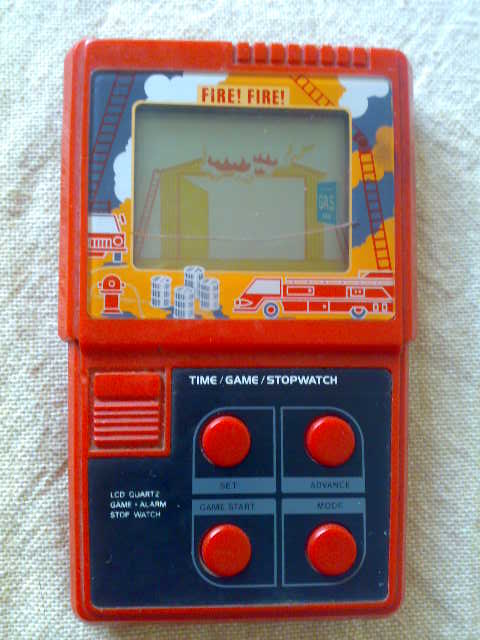 FIRE! FIRE!
GAS
TIME/GAME/STOPWATCH
SET
ADVANCE
LCD QUARTZ
GAME • ALARM
STOP WATCH
GAME START
MODE